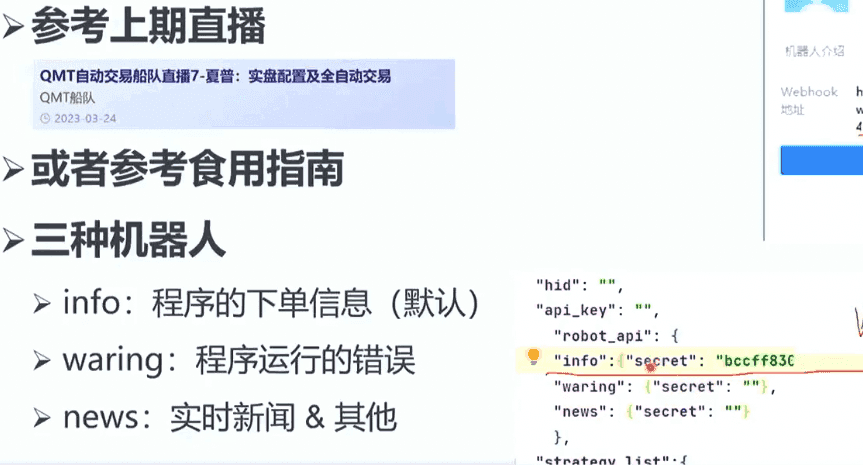 参考上期直播
QMT自动交易船队直播7-夏普：实盘配置及全自动交易
QMT船队
2023-03-24
或者参考食用指南
三种机器人
info：程序的下单信息（默认）
waring：程序运行的错误
news：实时新闻 & 其他
机器人介绍
Webhook
地址
"hid": "",
"api_key": "",
"robot_api": {
"info":{"secret": "bccff830
"waring": {"secret": ""},
"news": {"secret": ""}
},
"strategy_list":{